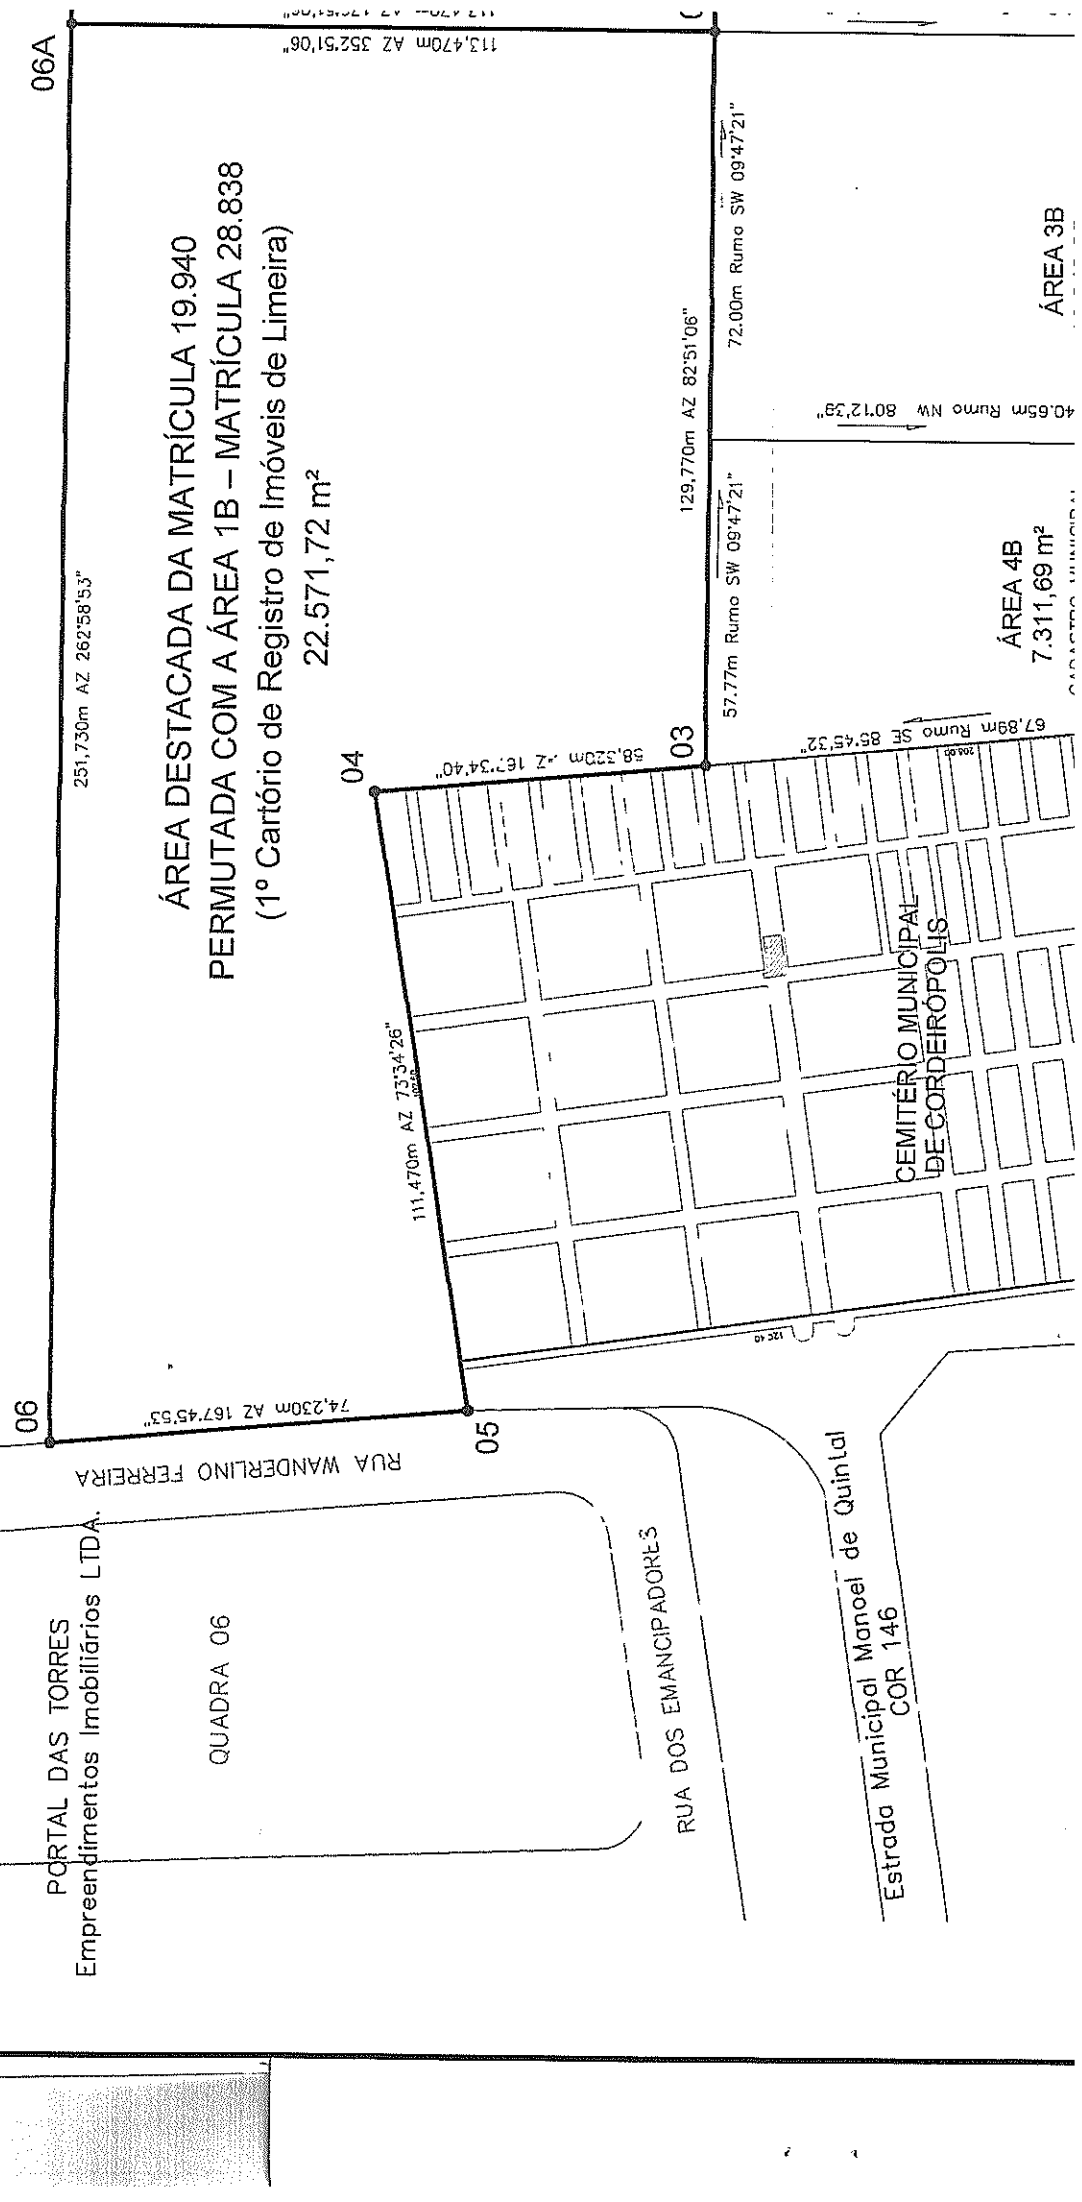 06A
113,470m AZ 352°51'06"
ÁREA DESTACADA DA MATRÍCULA 19.940
PERMUTADA COM A ÁREA 1B – MATRÍCULA 28.838
(1º Cartório de Registro de Imóveis de Limeira)
22.571,72 m²
251,730m AZ 262°58'53"
72.00m Rumo SW 09°47'21"
129,770m AZ 82°51'06"
57.77m Rumo SW 09°47'21"
40.65m Rumo NW 80°12'39"
ÁREA 3B
ÁREA 4B
7.311,69 m²
CADASTRO MUNICIPAL
67,89m Rumo SE 85°45'32"
04
58,320m AZ 167°34'40"
03
111,470m AZ 73°34'26"
CEMITÉRIO MUNICIPAL
DE CORDEIRÓPOLIS
06
74,230m AZ 167°45'53"
05
RUA WANDERLINO FERREIRA
PORTAL DAS TORRES
Empreendimentos Imobiliários LTDA.
QUADRA 06
RUA DOS EMANCIPADORES
Estrada Municipal Manoel de Quintal
COR 146